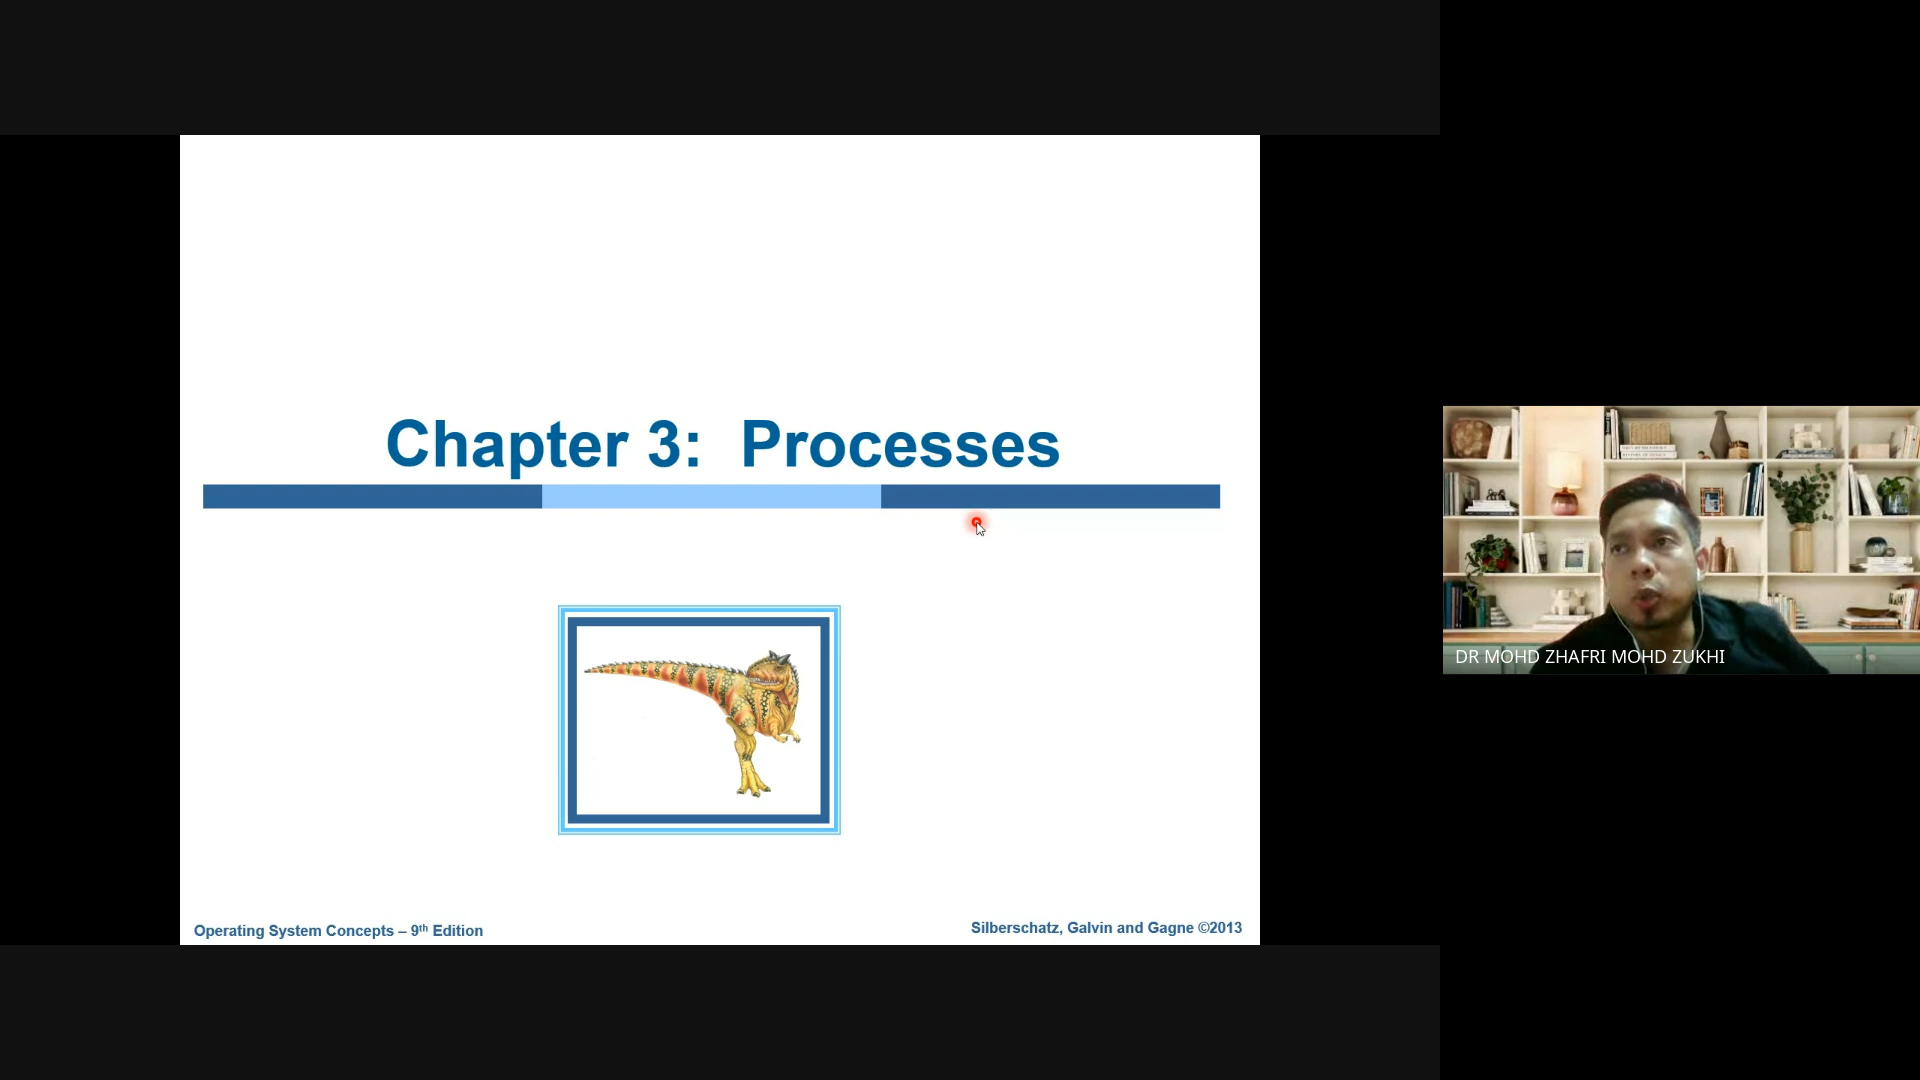 Chapter 3: Processes
Operating System Concepts – 9th Edition
Silberschatz, Galvin and Gagne ©2013
DR MOHD ZHAFRI MOHD ZUKHI